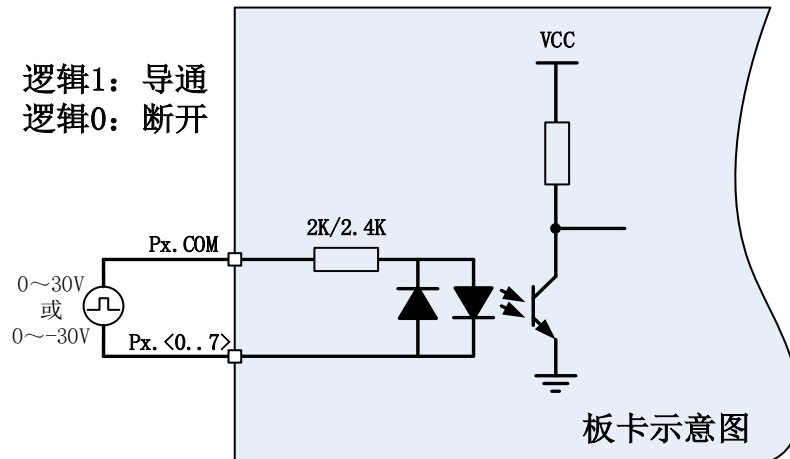 VCC
逻辑1：导通
逻辑0：断开
2K/2.4K
Px.COM
0～30V
或
0～-30V
Px.<0..7>
板卡示意图